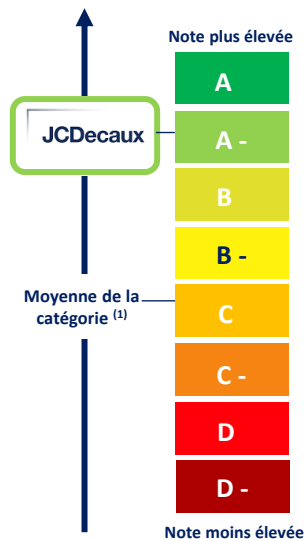 Note plus élevée
A
JCDecaux
A -
B
B -
Moyenne de la
catégorie (1)
C
C -
D
D -
Note moins élevée